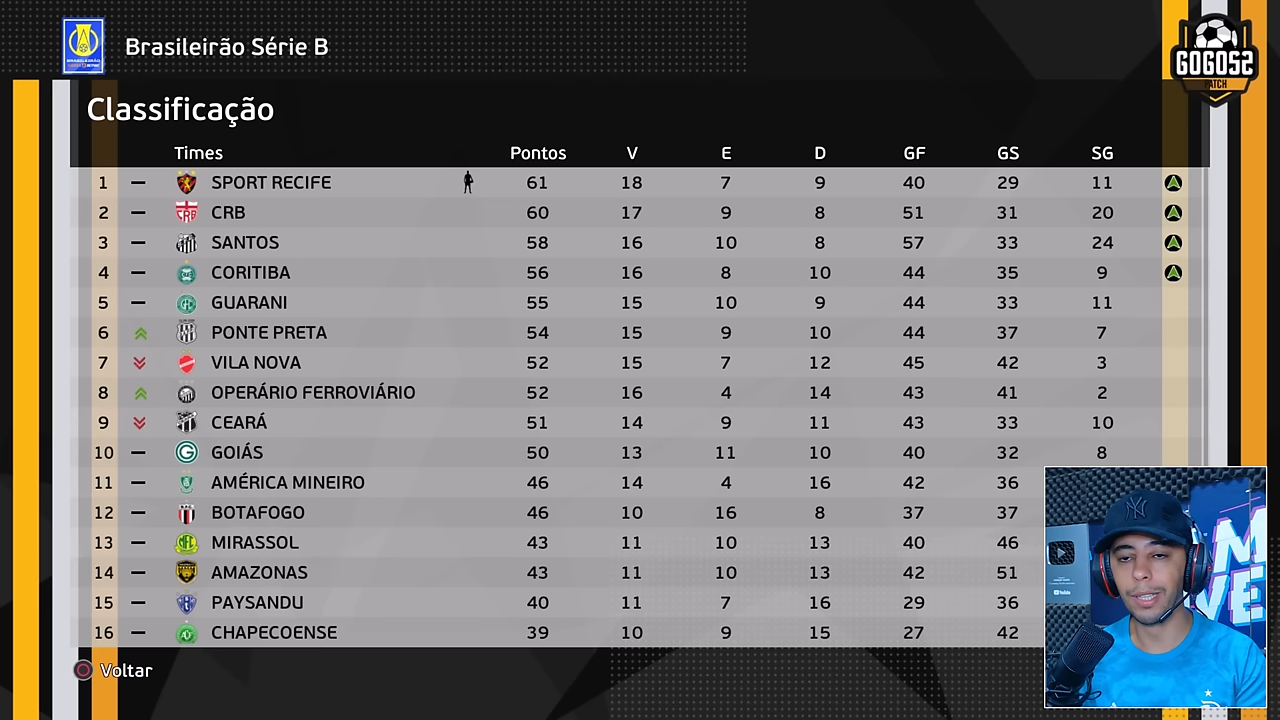 Brasileirão Série B
GOGOS2
PATCH
Classificação
Times Pontos V E D GF GS SG
1 SPORT RECIFE 61 18 7 9 40 29 11
2 CRB 60 17 9 8 51 31 20
3 SANTOS 58 16 10 8 57 33 24
4 CORITIBA 56 16 8 10 44 35 9
5 GUARANI 55 15 10 9 44 33 11
6 PONTE PRETA 54 15 9 10 44 37 7
7 VILA NOVA 52 15 7 12 45 42 3
8 OPERÁRIO FERROVIÁRIO 52 16 4 14 43 41 2
9 CEARÁ 51 14 9 11 43 33 10
10 GOIÁS 50 13 11 10 40 32 8
11 AMÉRICA MINEIRO 46 14 4 16 42 36
12 BOTAFOGO 46 10 16 8 37 37
13 MIRASSOL 43 11 10 13 40 46
14 AMAZONAS 43 11 10 13 42 51
15 PAYSANDU 40 11 7 16 29 36
16 CHAPECOENSE 39 10 9 15 27 42
Voltar